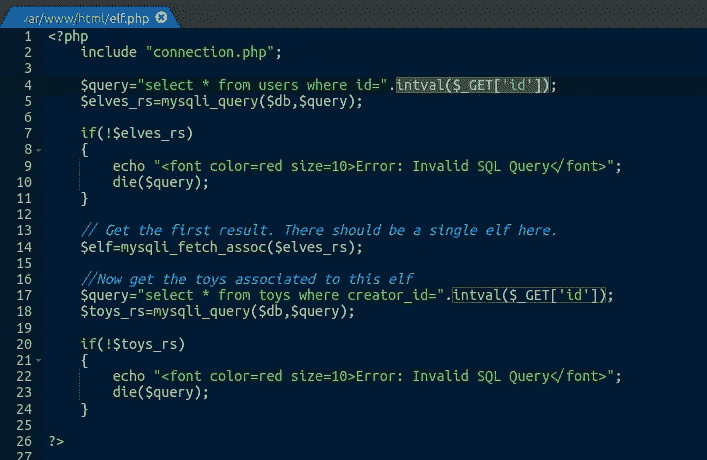 var/www/html/elf.php
1 <?php
2 include "connection.php";
3
4 $query="select * from users where id=".intval($_GET['id']);
5 $elves_rs=mysqli_query($db,$query);
6
7 if(!$elves_rs)
8 {
9 echo "<font color=red size=10>Error: Invalid SQL Query</font>";
10 die($query);
11 }
12
13 // Get the first result. There should be a single elf here.
14 $elf=mysqli_fetch_assoc($elves_rs);
15
16 //Now get the toys associated to this elf
17 $query="select * from toys where creator_id=".intval($_GET['id']);
18 $toys_rs=mysqli_query($db,$query);
19
20 if(!$toys_rs)
21 {
22 echo "<font color=red size=10>Error: Invalid SQL Query</font>";
23 die($query);
24 }
25
26 ?>
27